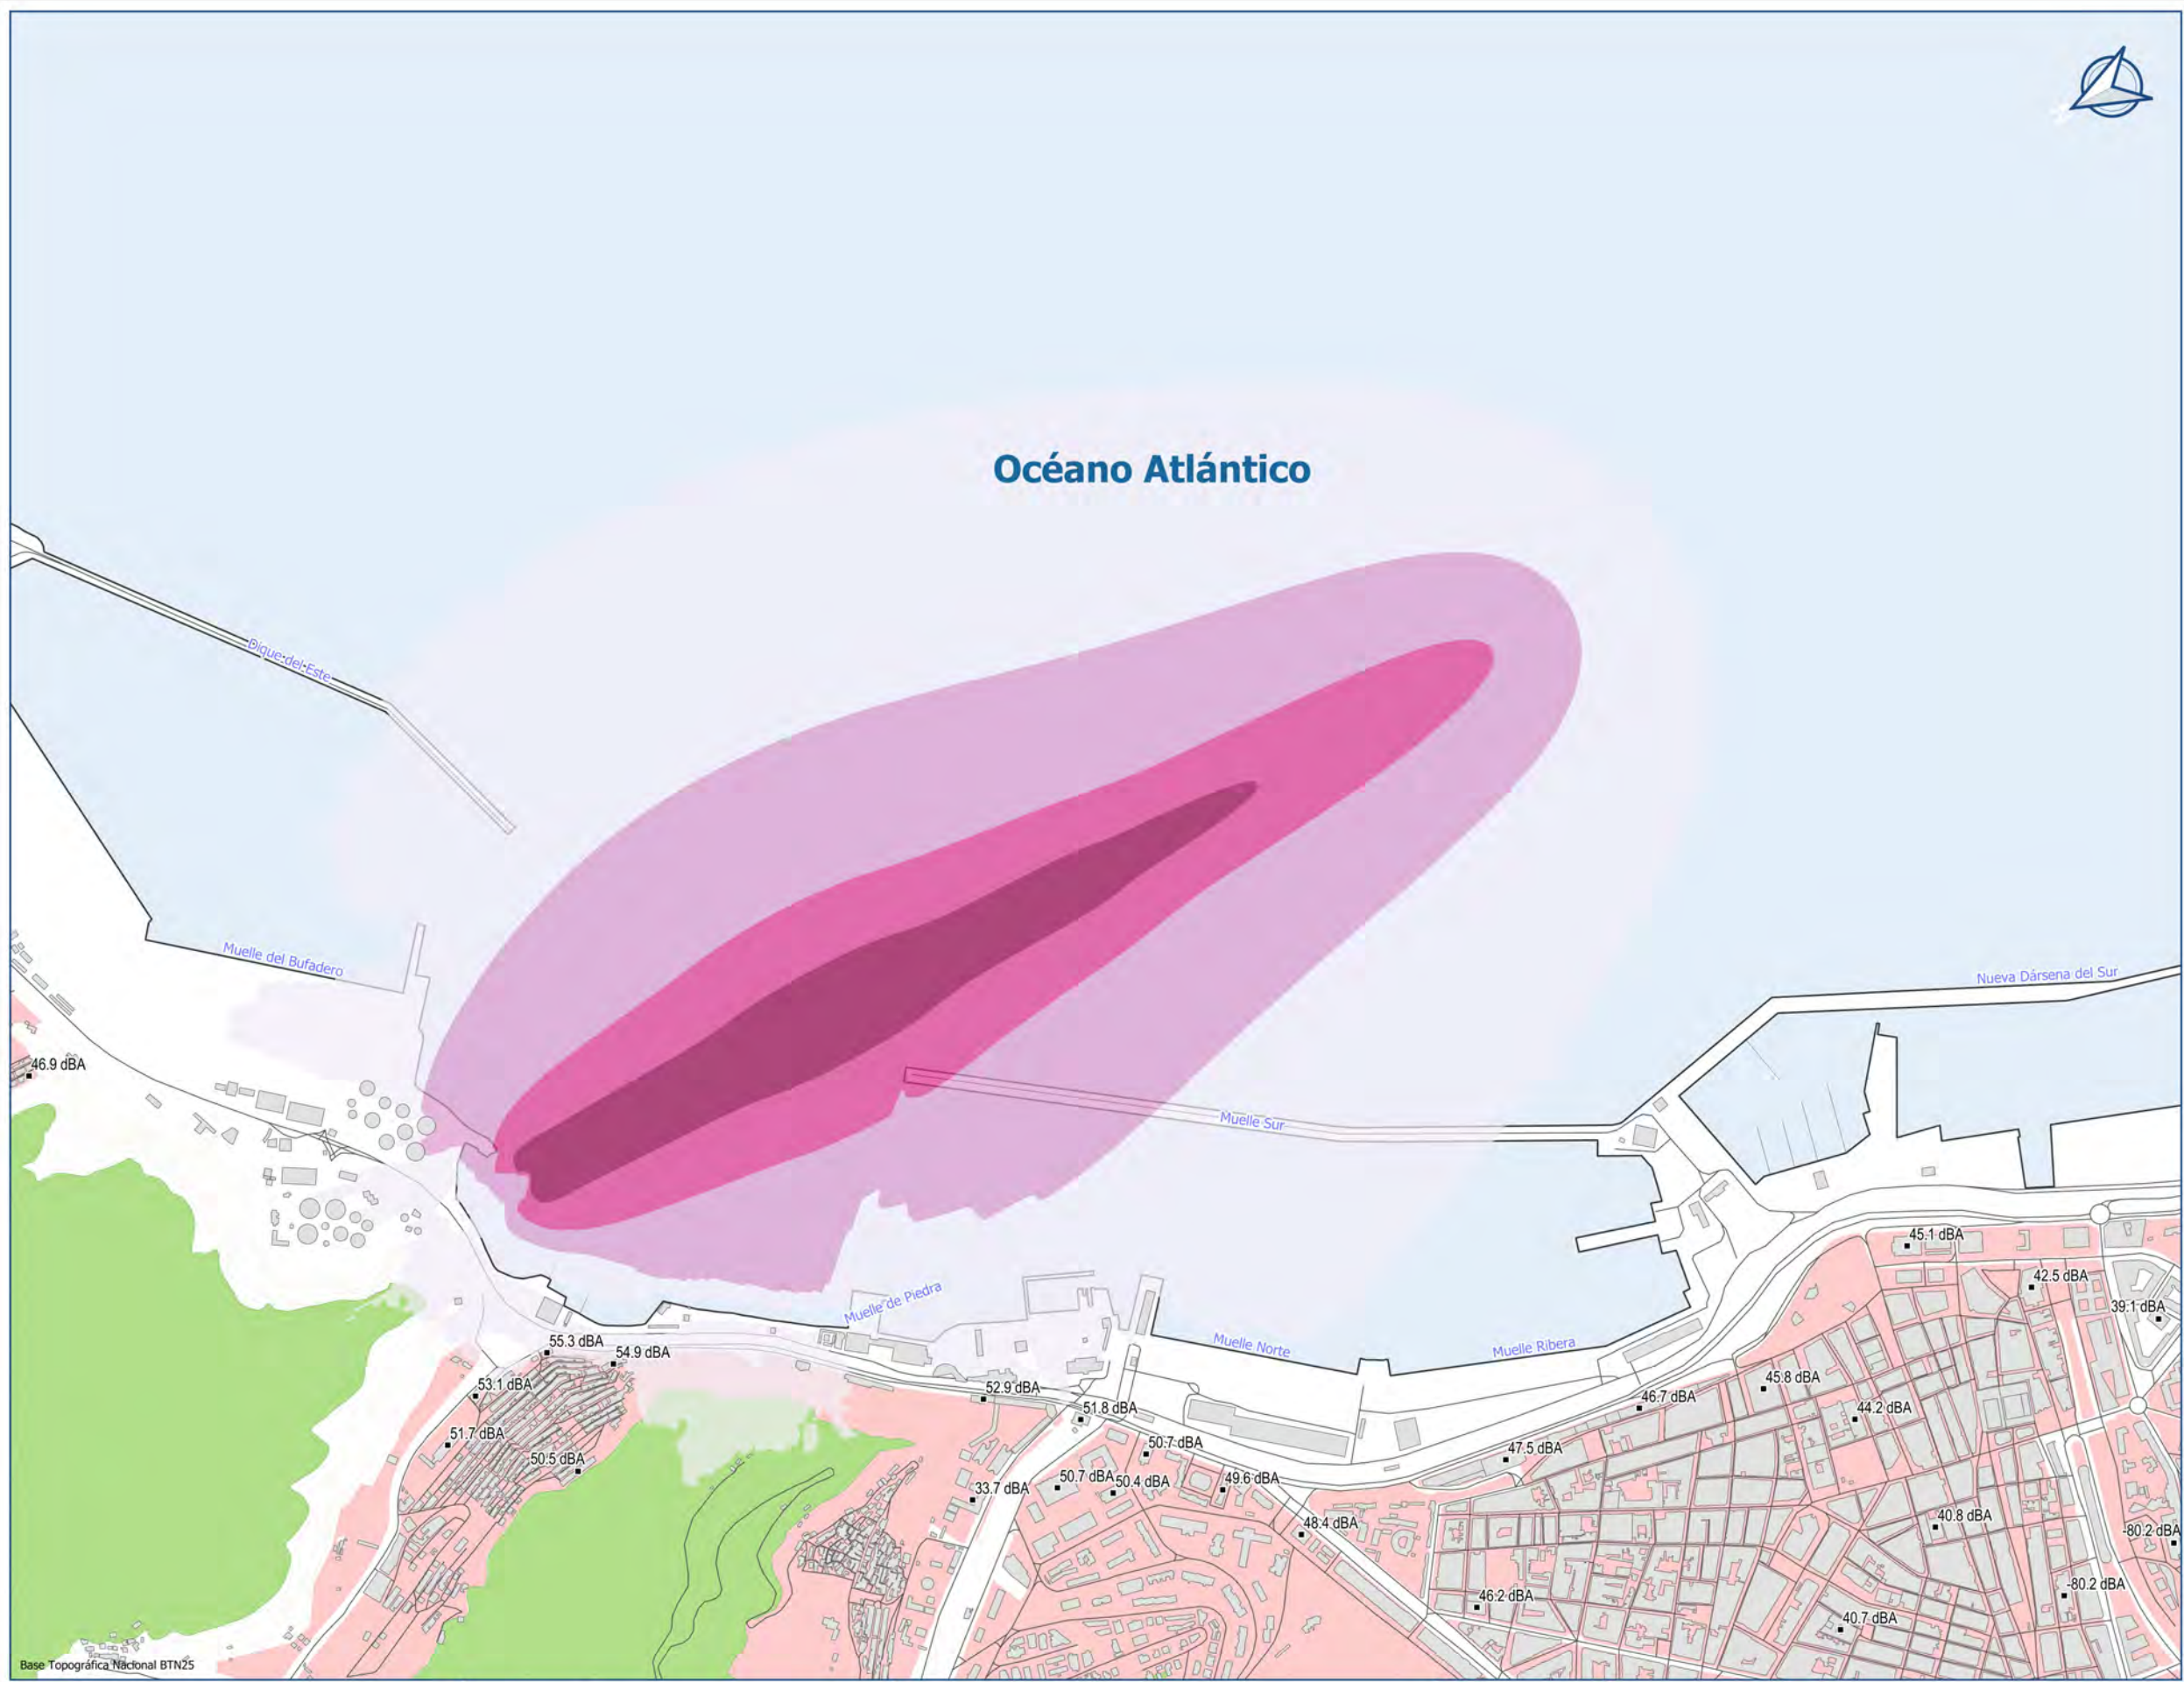 Océano Atlántico
Dique del Este
Muelle del Bufadero
Nueva Dársena del Sur
46.9 dBA
Muelle Sur
45.1 dBA
42.5 dBA
39.1 dBA
Muelle de Piedra
Muelle Norte
Muelle Ribera
55.3 dBA
54.9 dBA
53.1 dBA
52.9 dBA
51.8 dBA
46.7 dBA
45.8 dBA
44.2 dBA
51.7 dBA
50.5 dBA
50.7 dBA
47.5 dBA
33.7 dBA
50.7 dBA
50.4 dBA
49.6 dBA
48.4 dBA
40.8 dBA
-80.2 dBA
46.2 dBA
-80.2 dBA
40.7 dBA
Base Topográfica Nacional BTN25